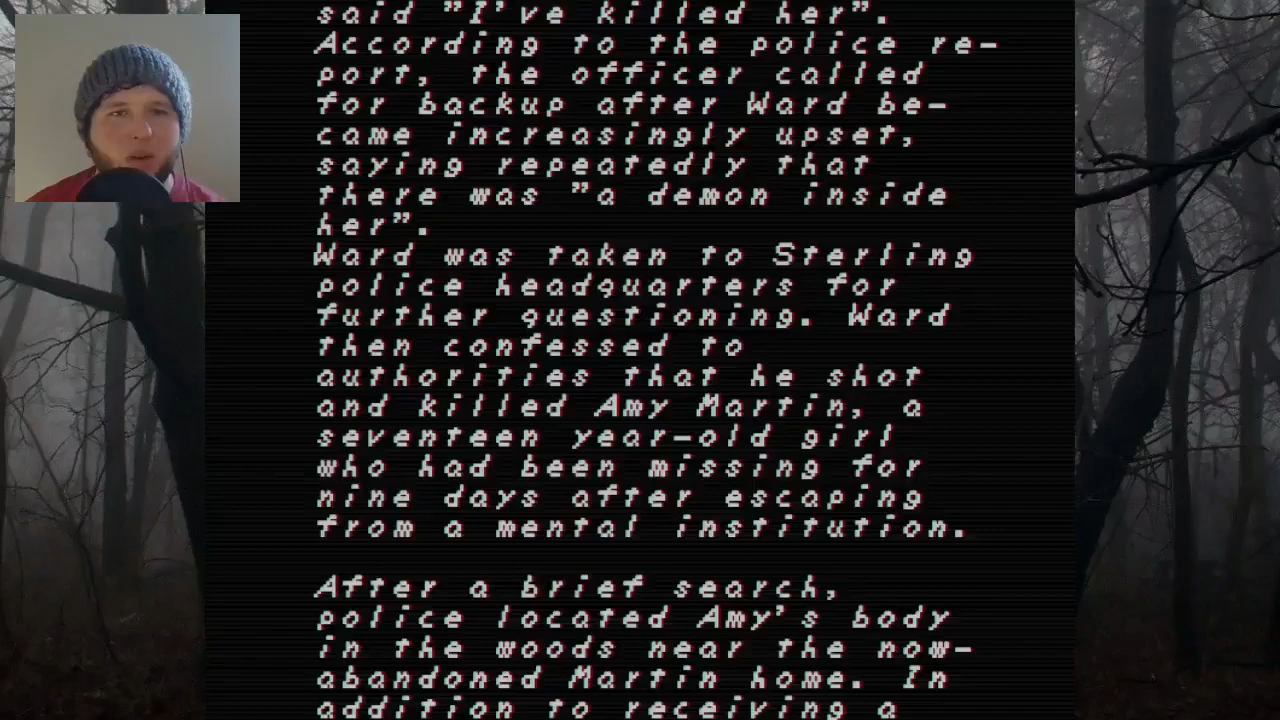 said "I've killed her".
According to the police re-
port, the officer called
for backup after Ward be-
came increasingly upset,
saying repeatedly that
there was "a demon inside
her".
Ward was taken to Sterling
police headquarters for
further questioning. Ward
then confessed to
authorities that he shot
and killed Amy Martin, a
seventeen year-old girl
who had been missing for
nine days after escaping
from a mental institution.
After a brief search,
police located Amy's body
in the woods near the now-
abandoned Martin home. In
addition to receiving a